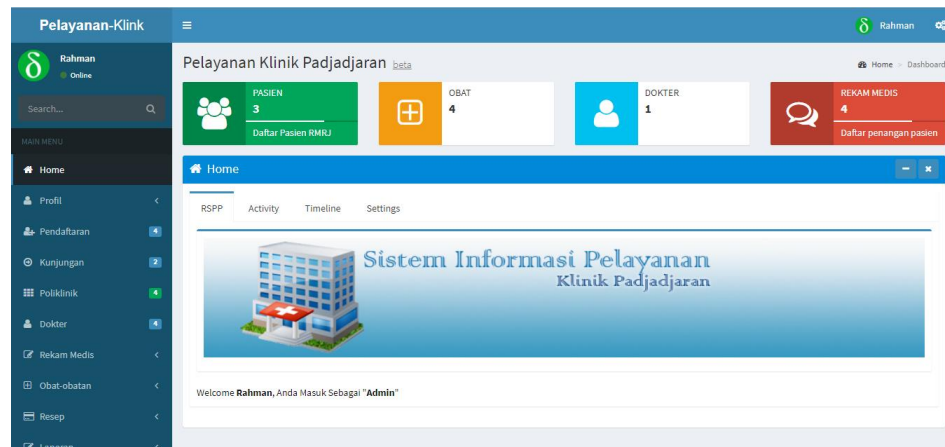 Pelayanan-Klink
Rahman
Rahman
Online
Search...
MAIN MENU
Home
Profil
Pendaftaran 4
Kunjungan 2
Poliklinik 4
Dokter 4
Rekam Medis
Obat-obatan
Resep
Laporan
Pelayanan Klinik Padjadjaran beta
Home > Dashboard
PASIEN
3
Daftar Pasien RMRJ
OBAT
4
DOKTER
1
REKAM MEDIS
4
Daftar penangan pasien
Home
RSPP Activity Timeline Settings
Sistem Informasi Pelayanan
Klinik Padjadjaran
Welcome Rahman, Anda Masuk Sebagai "Admin"